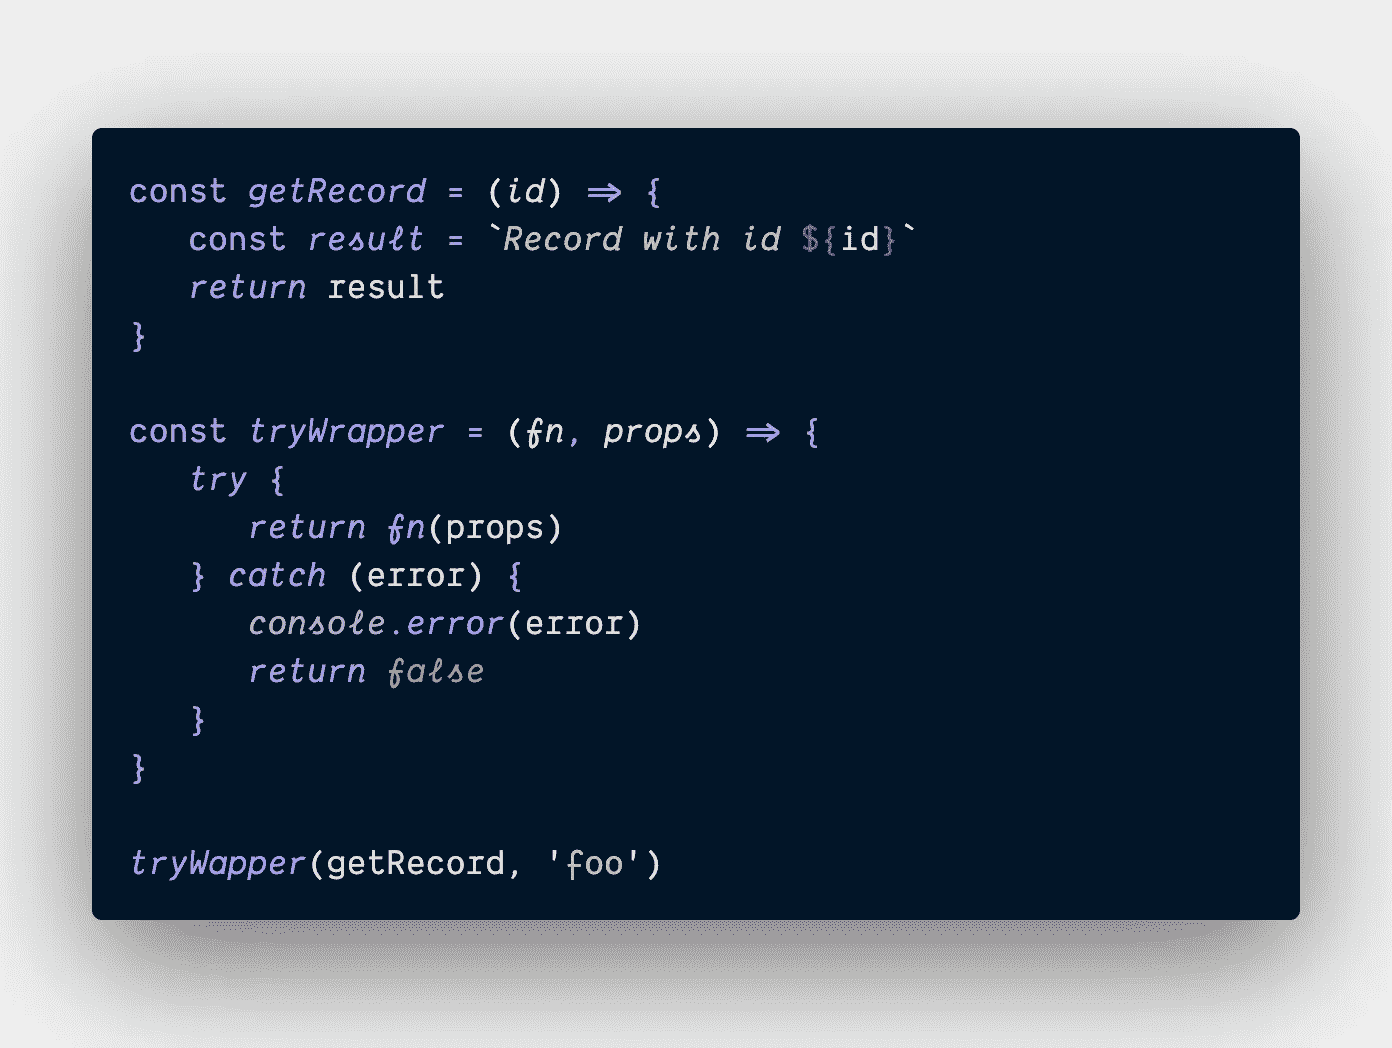 const getRecord = (id) => {
   const result = `Record with id ${id}`
   return result
}

const tryWrapper = (fn, props) => {
   try {
      return fn(props)
   } catch (error) {
      console.error(error)
      return false
   }
}

tryWapper(getRecord, 'foo')